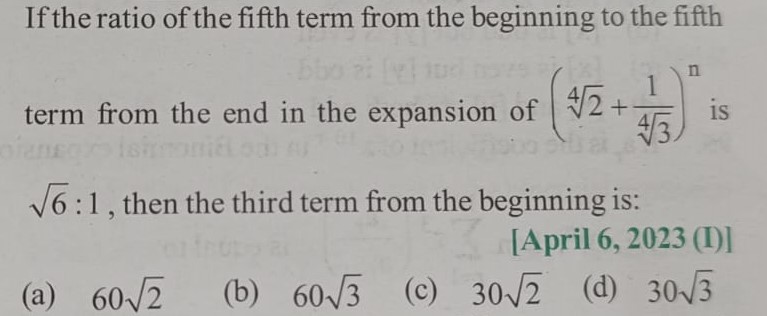 If the ratio of the fifth term from the beginning to the fifth
term from the end in the expansion of (∜2 + 1/∜3)ⁿ is
√6 : 1 , then the third term from the beginning is:
[April 6, 2023 (I)]
(a) 60√2 (b) 60√3 (c) 30√2 (d) 30√3